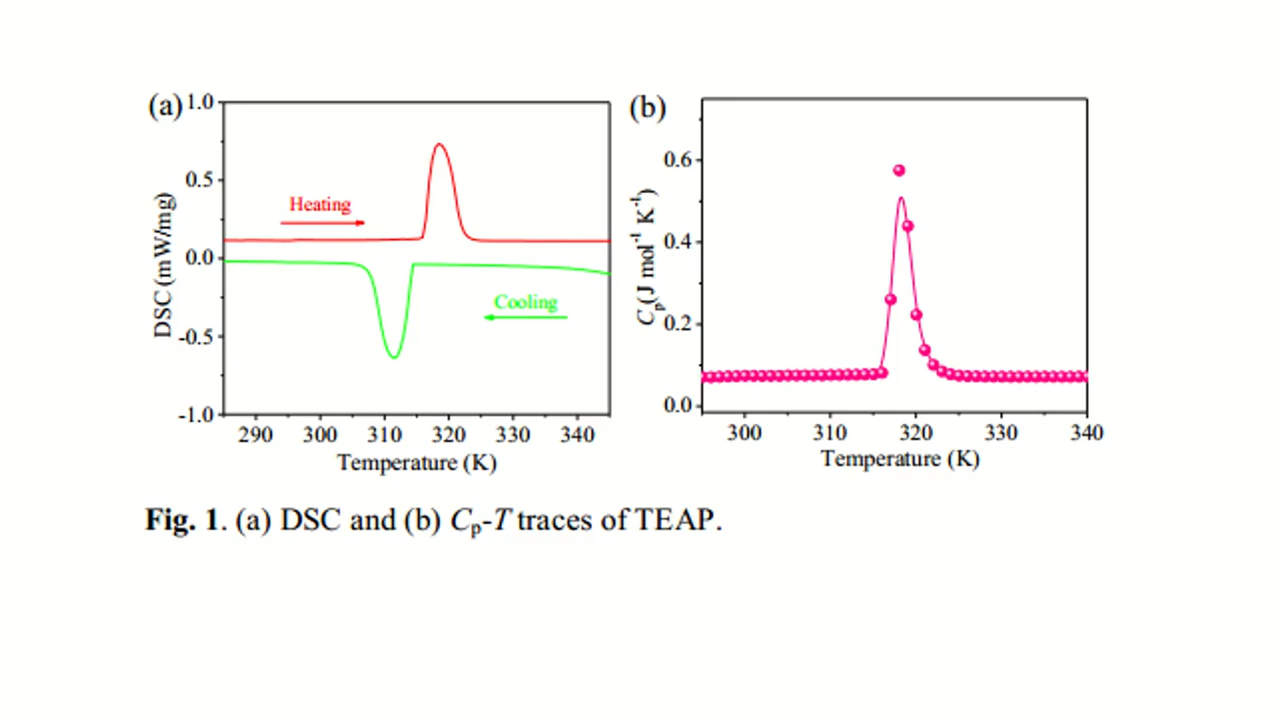 (a)
1.0
0.5
0.0
-0.5
-1.0
DSC (mW/mg)
Heating
Cooling
290 300 310 320 330 340
Temperature (K)
(b)
0.6
0.4
0.2
0.0
Cp(J mol⁻¹ K⁻¹)
300 310 320 330 340
Temperature (K)
Fig. 1. (a) DSC and (b) Cp-T traces of TEAP.